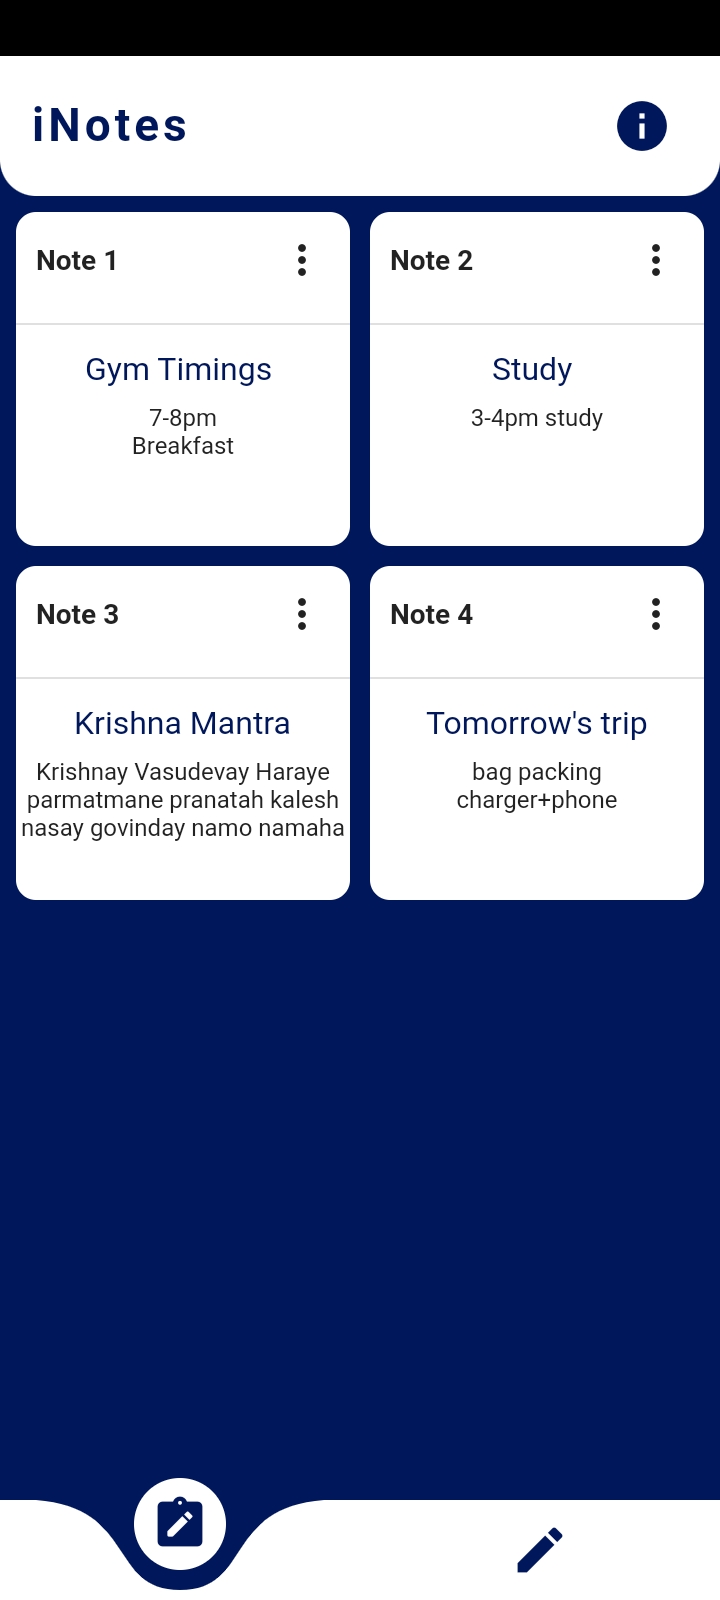 iNotes
Note 1
Gym Timings
7-8pm
Breakfast
Note 2
Study
3-4pm study
Note 3
Krishna Mantra
Krishnay Vasudevay Haraye
parmatmane pranatah kalesh
nasay govinday namo namaha
Note 4
Tomorrow's trip
bag packing
charger+phone